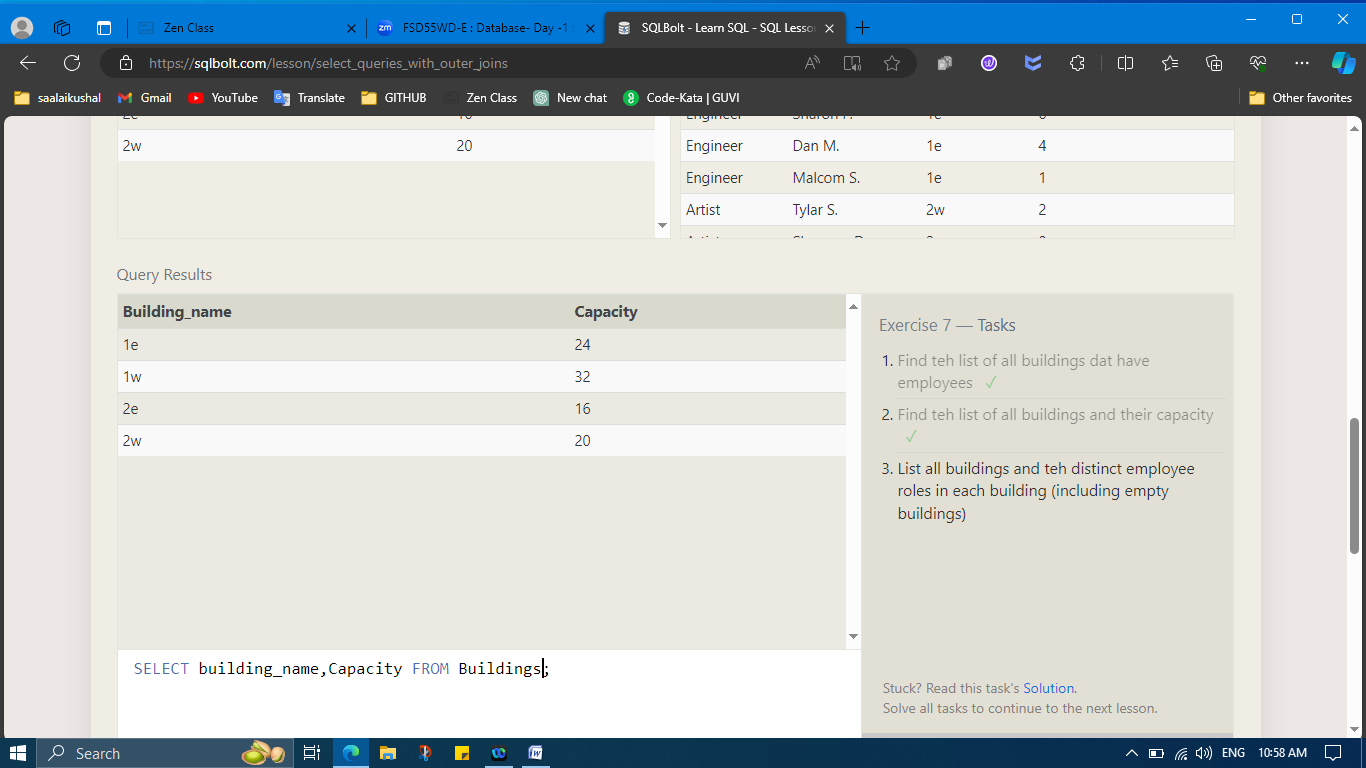 Zen Class
zm FSD55WD-E : Database- Day -1 :
SQLBolt - Learn SQL - SQL Lesso
https://sqlbolt.com/lesson/select_queries_with_outer_joins
saalaikushal Gmail YouTube Translate GITHUB Zen Class New chat Code-Kata | GUVI Other favorites
2w 20
Engineer Dan M. 1e 4
Engineer Malcom S. 1e 1
Artist Tylar S. 2w 2
Query Results
Building_name Capacity
1e 24
1w 32
2e 16
2w 20
Exercise 7 — Tasks
1. Find teh list of all buildings dat have
employees ✓
2. Find teh list of all buildings and their capacity
✓
3. List all buildings and teh distinct employee
roles in each building (including empty
buildings)
SELECT building_name,Capacity FROM Buildings;
Stuck? Read this task's Solution.
Solve all tasks to continue to the next lesson.
Search
ENG 10:58 AM